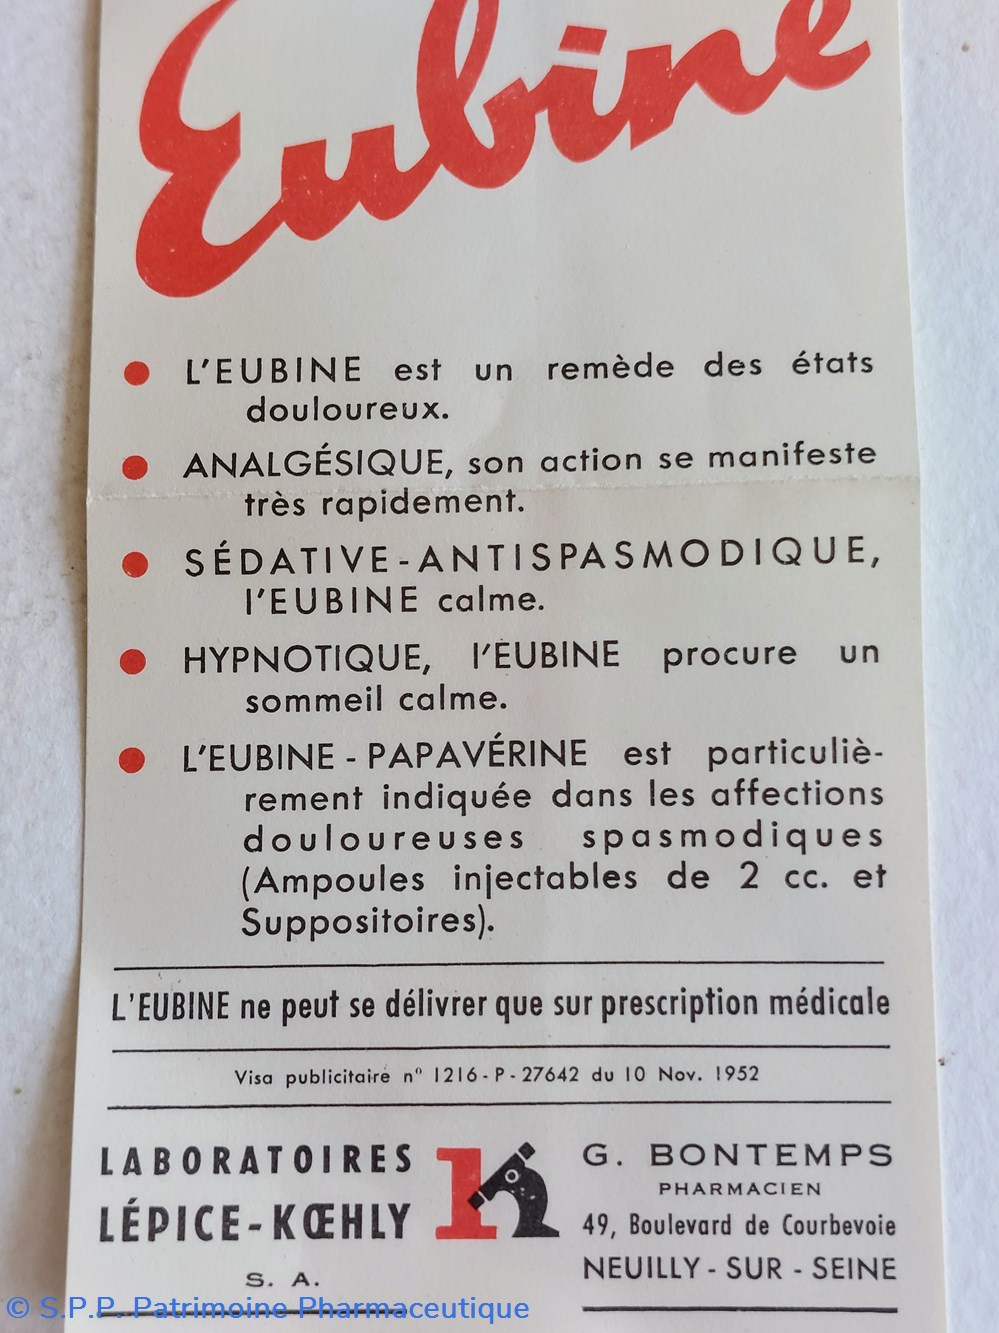 Eubine
● L'EUBINE est un remède des états
douloureux.
● ANALGÉSIQUE, son action se manifeste
très rapidement.
● SÉDATIVE-ANTISPASMODIQUE,
l'EUBINE calme.
● HYPNOTIQUE, l'EUBINE procure un
sommeil calme.
● L'EUBINE - PAPAVÉRINE est particuliè-
rement indiquée dans les affections
douloureuses spasmodiques
(Ampoules injectables de 2 cc. et
Suppositoires).
L'EUBINE ne peut se délivrer que sur prescription médicale
Visa publicitaire n° 1216-P-27642 du 10 Nov. 1952
LABORATOIRES
LÉPICE-KŒHLY
S. A.
lk
G. BONTEMPS
PHARMACIEN
49, Boulevard de Courbevoie
NEUILLY - SUR - SEINE
© S.P.P. Patrimoine Pharmaceutique